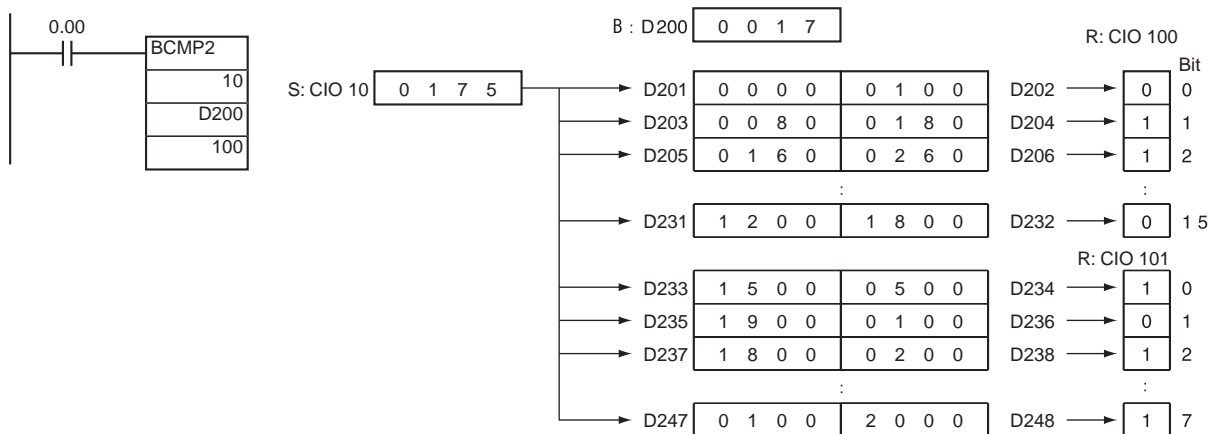 0.00
BCMP2
10
D200
100
B : D200 0 0 1 7
R: CIO 100
Bit
S: CIO 10 0 1 7 5
D201 0 0 0 0 0 1 0 0 D202 0 0
D203 0 0 8 0 0 1 8 0 D204 1 1
D205 0 1 6 0 0 2 6 0 D206 1 2
: :
D231 1 2 0 0 1 8 0 0 D232 0 1 5
R: CIO 101
D233 1 5 0 0 0 5 0 0 D234 1 0
D235 1 9 0 0 0 1 0 0 D236 0 1
D237 1 8 0 0 0 2 0 0 D238 1 2
: :
D247 0 1 0 0 2 0 0 0 D248 1 7